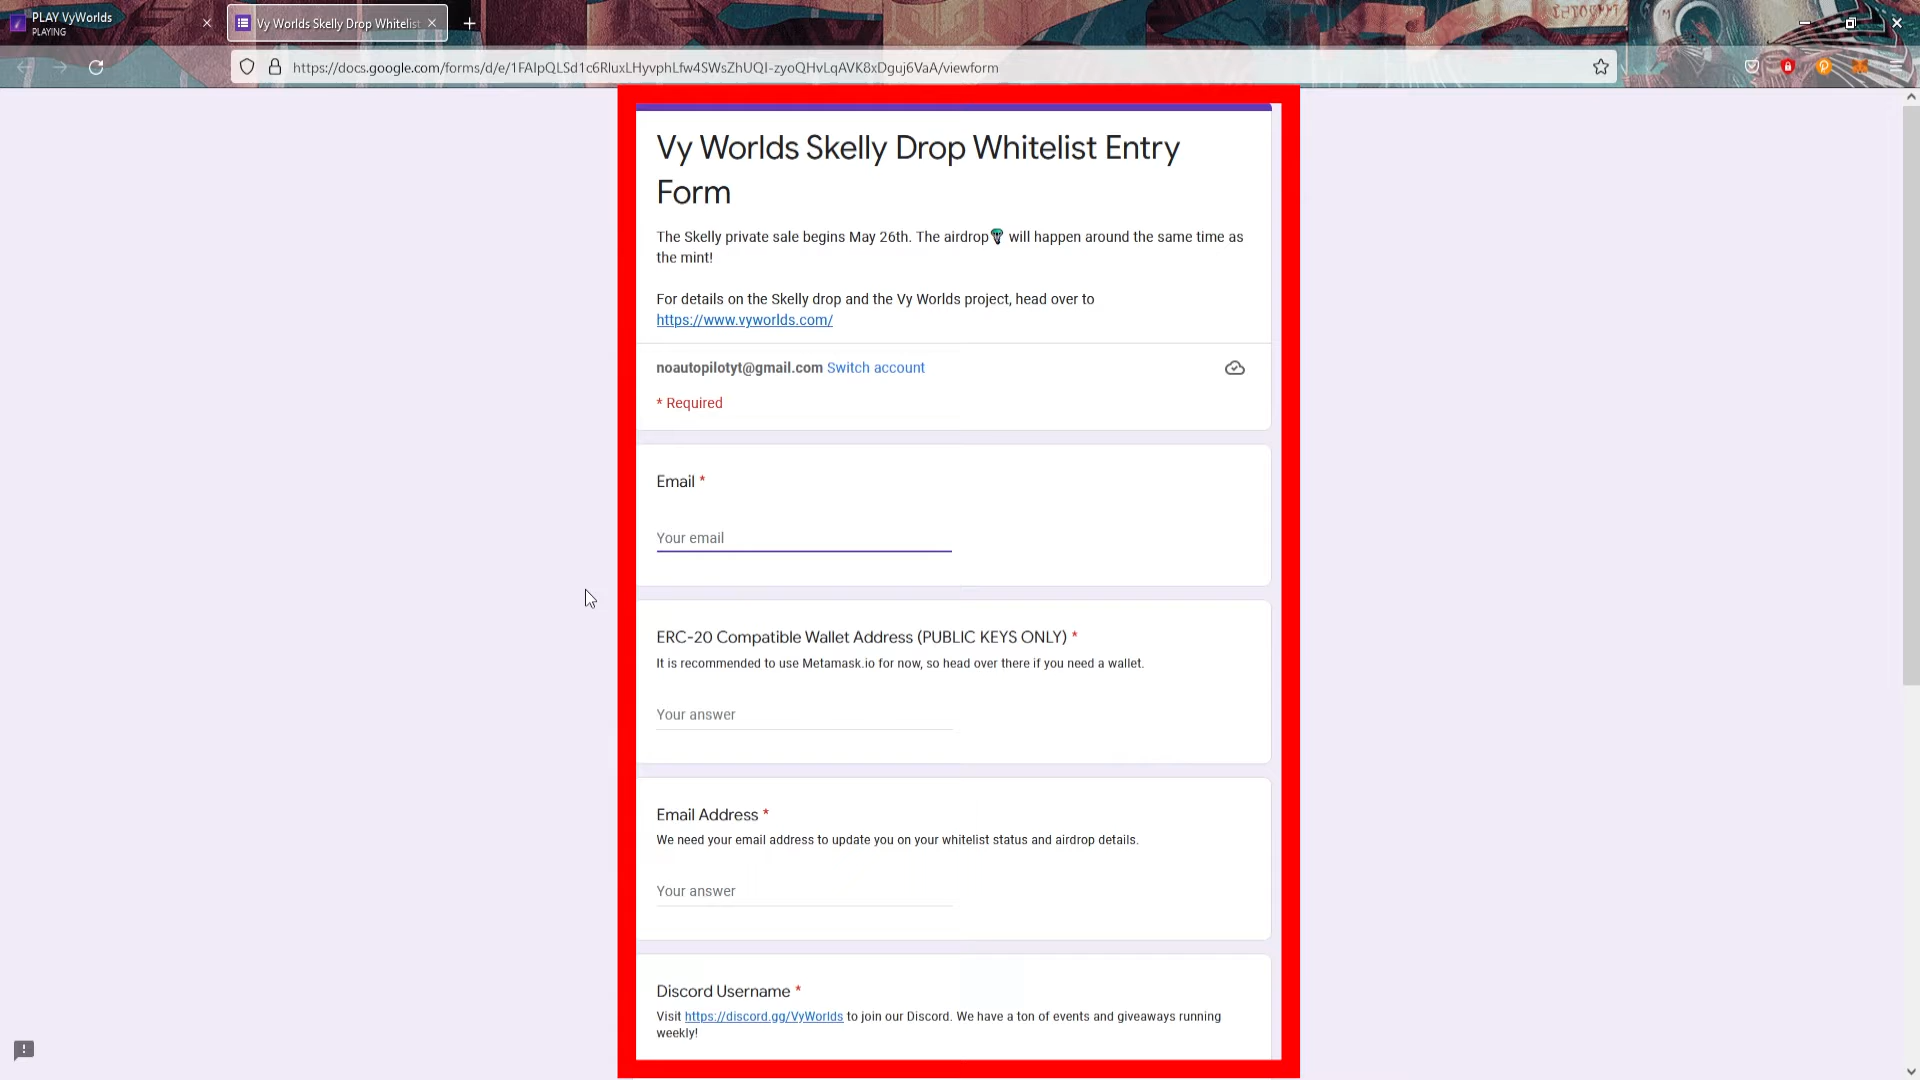 PLAY VyWorlds
PLAYING
Vy Worlds Skelly Drop Whitelist
https://docs.google.com/forms/d/e/1FAIpQLSd1c6RluxLHyvphLfw4SWsZhUQI-zyoQHvLqAVK8xDguj6VaA/viewform
Vy Worlds Skelly Drop Whitelist Entry
Form
The Skelly private sale begins May 26th. The airdrop🪂 will happen around the same time as
the mint!
For details on the Skelly drop and the Vy Worlds project, head over to
https://www.vyworlds.com/
noautopilotyt@gmail.com Switch account
* Required
Email *
Your email
ERC-20 Compatible Wallet Address (PUBLIC KEYS ONLY) *
It is recommended to use Metamask.io for now, so head over there if you need a wallet.
Your answer
Email Address *
We need your email address to update you on your whitelist status and airdrop details.
Your answer
Discord Username *
Visit https://discord.gg/VyWorlds to join our Discord. We have a ton of events and giveaways running
weekly!